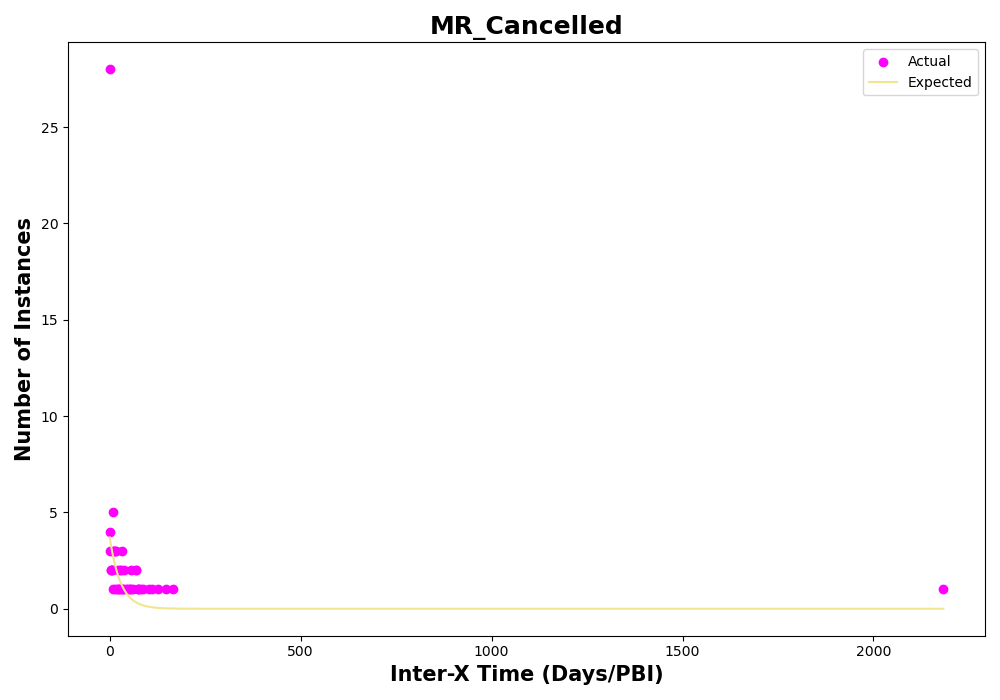 MR_Cancelled
Actual
Expected
Number of Instances
25
20
15
10
5
0
0
500
1000
1500
2000
Inter-X Time (Days/PBI)